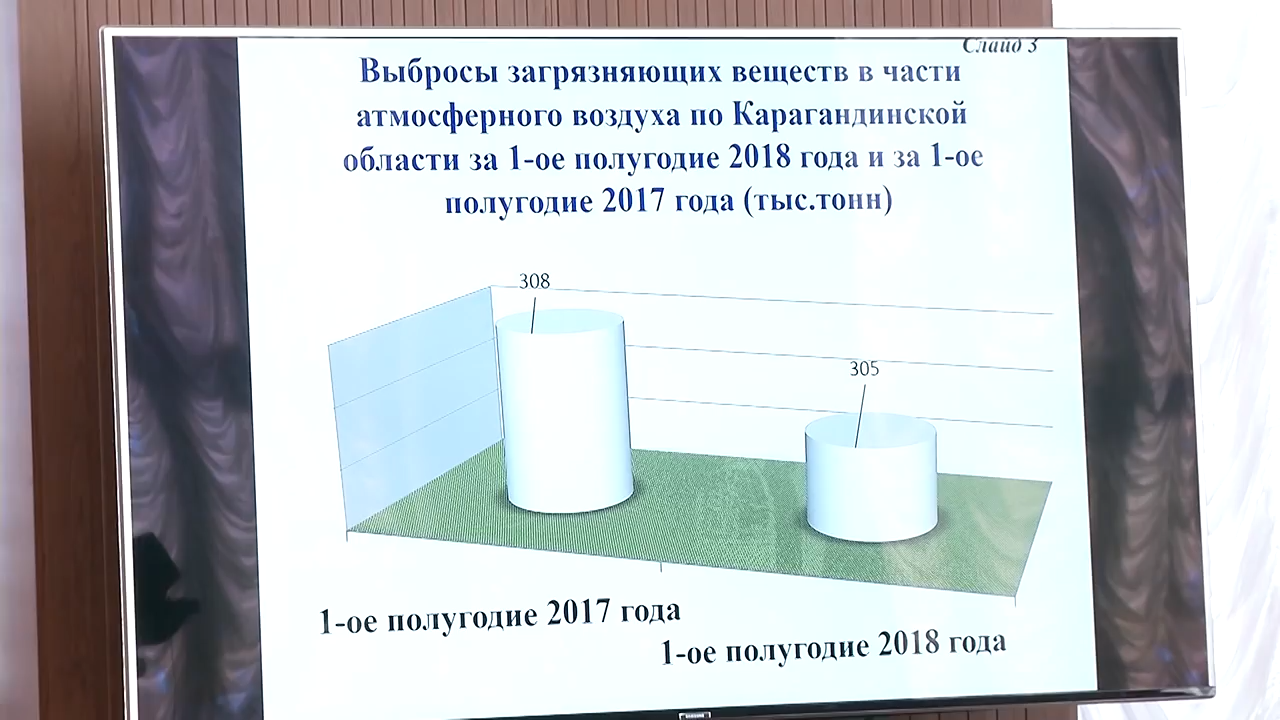 Слайд 3
Выбросы загрязняющих веществ в части
атмосферного воздуха по Карагандинской
области за 1-ое полугодие 2018 года и за 1-ое
полугодие 2017 года (тыс.тонн)
308
305
1-ое полугодие 2017 года
1-ое полугодие 2018 года
SAMSUNG